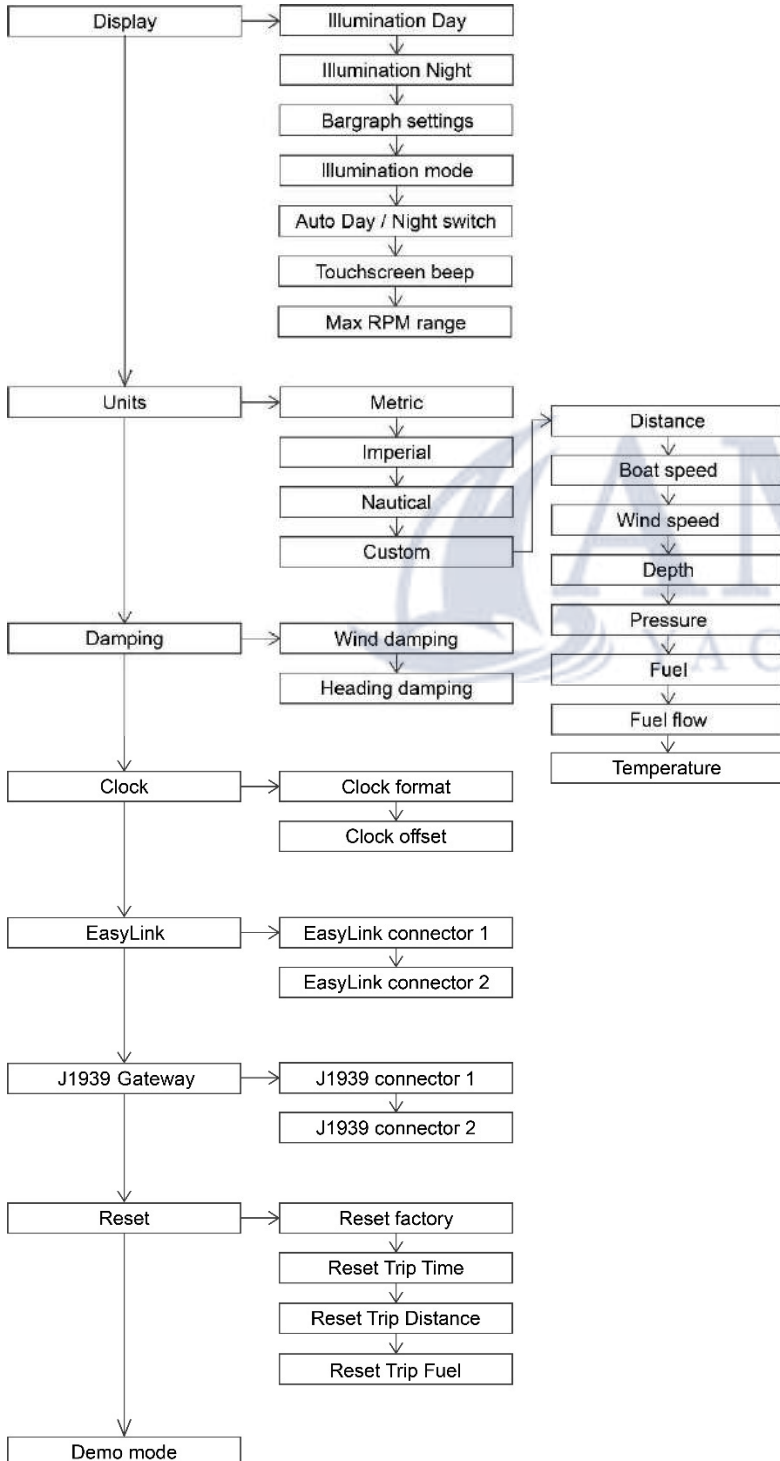 Display
Illumination Day
Illumination Night
Bargraph settings
Illumination mode
Auto Day / Night switch
Touchscreen beep
Max RPM range
Units
Metric
Imperial
Nautical
Custom
Distance
Boat speed
Wind speed
Depth
Pressure
Fuel
Fuel flow
Temperature
Damping
Wind damping
Heading damping
Clock
Clock format
Clock offset
EasyLink
EasyLink connector 1
EasyLink connector 2
J1939 Gateway
J1939 connector 1
J1939 connector 2
Reset
Reset factory
Reset Trip Time
Reset Trip Distance
Reset Trip Fuel
Demo mode